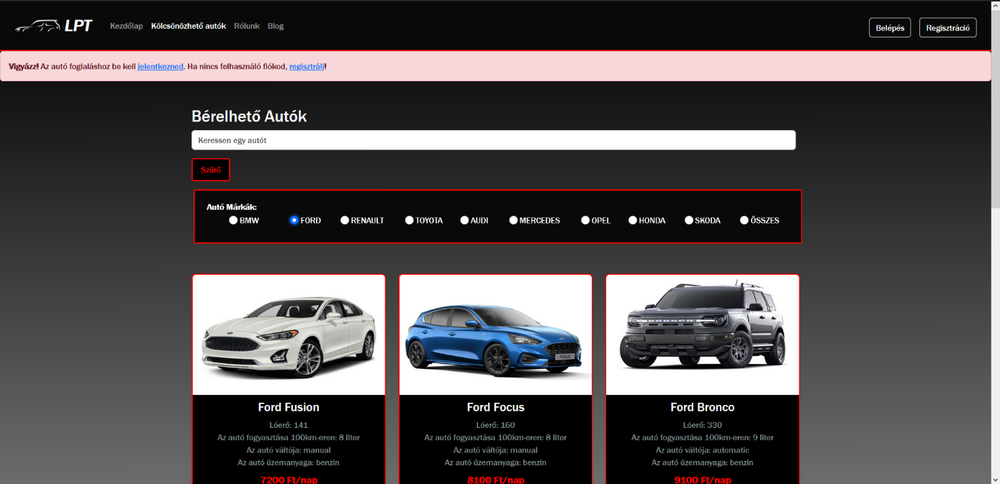 LPT Kezdőlap Kölcsönözhető autók Rólunk Blog Belépés Regisztráció
Vigyázz! Az autó foglaláshoz be kell jelentkezned. Ha nincs felhasználó fiókod, regisztrálj!
Bérelhető Autók
Keressen egy autót
Szűrő
Autó Márkák:
BMW FORD RENAULT TOYOTA AUDI MERCEDES OPEL HONDA SKODA ÖSSZES
BRONCO
FOCUS
Ford Fusion
Lóerő: 141
Az autó fogyasztása 100km-eren: 8 liter
Az autó váltója: manual
Az autó üzemanyaga: benzin
7200 Ft/nap
Ford Focus
Lóerő: 160
Az autó fogyasztása 100km-eren: 8 liter
Az autó váltója: manual
Az autó üzemanyaga: benzin
8100 Ft/nap
Ford Bronco
Lóerő: 330
Az autó fogyasztása 100km-eren: 9 liter
Az autó váltója: automatic
Az autó üzemanyaga: benzin
9100 Ft/nap